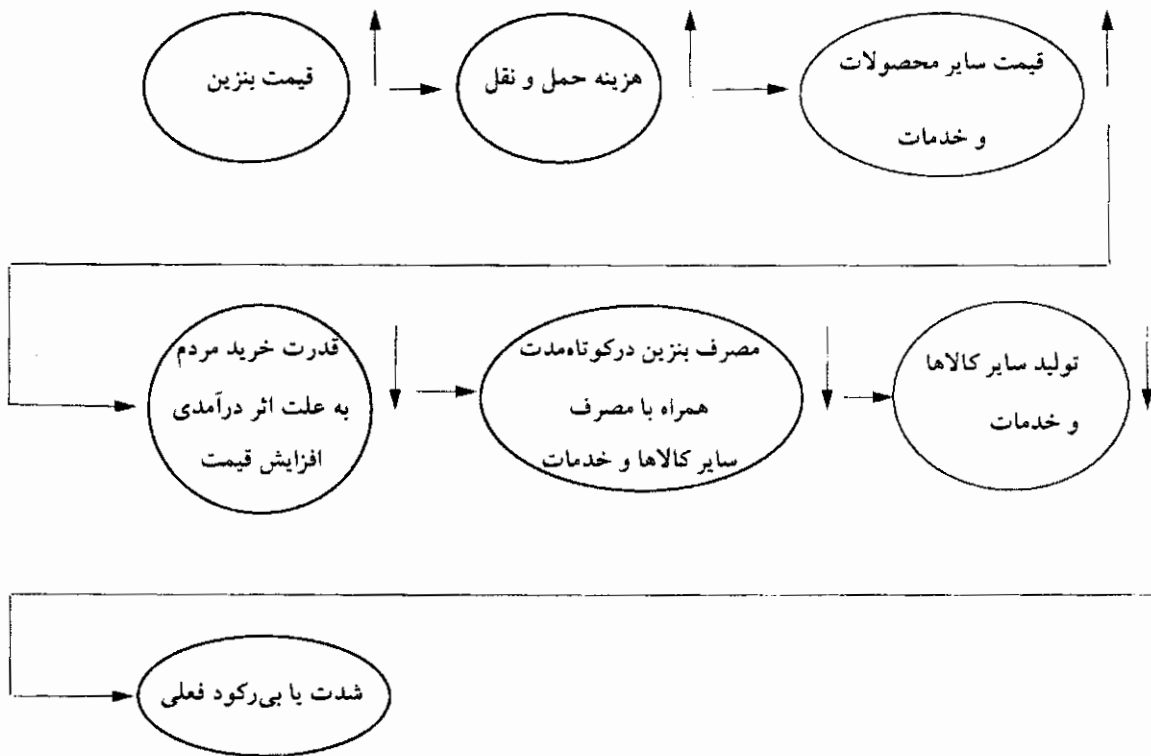 قیمت بنزین
هزینه حمل و نقل
قیمت سایر محصولات
و خدمات
قدرت خرید مردم
به علت اثر درآمدی
افزایش قیمت
مصرف بنزین درکوتاه‌مدت
همراه با مصرف
سایر کالاها و خدمات
تولید سایر کالاها
و خدمات
شدت یا بی‌رکود فعلی